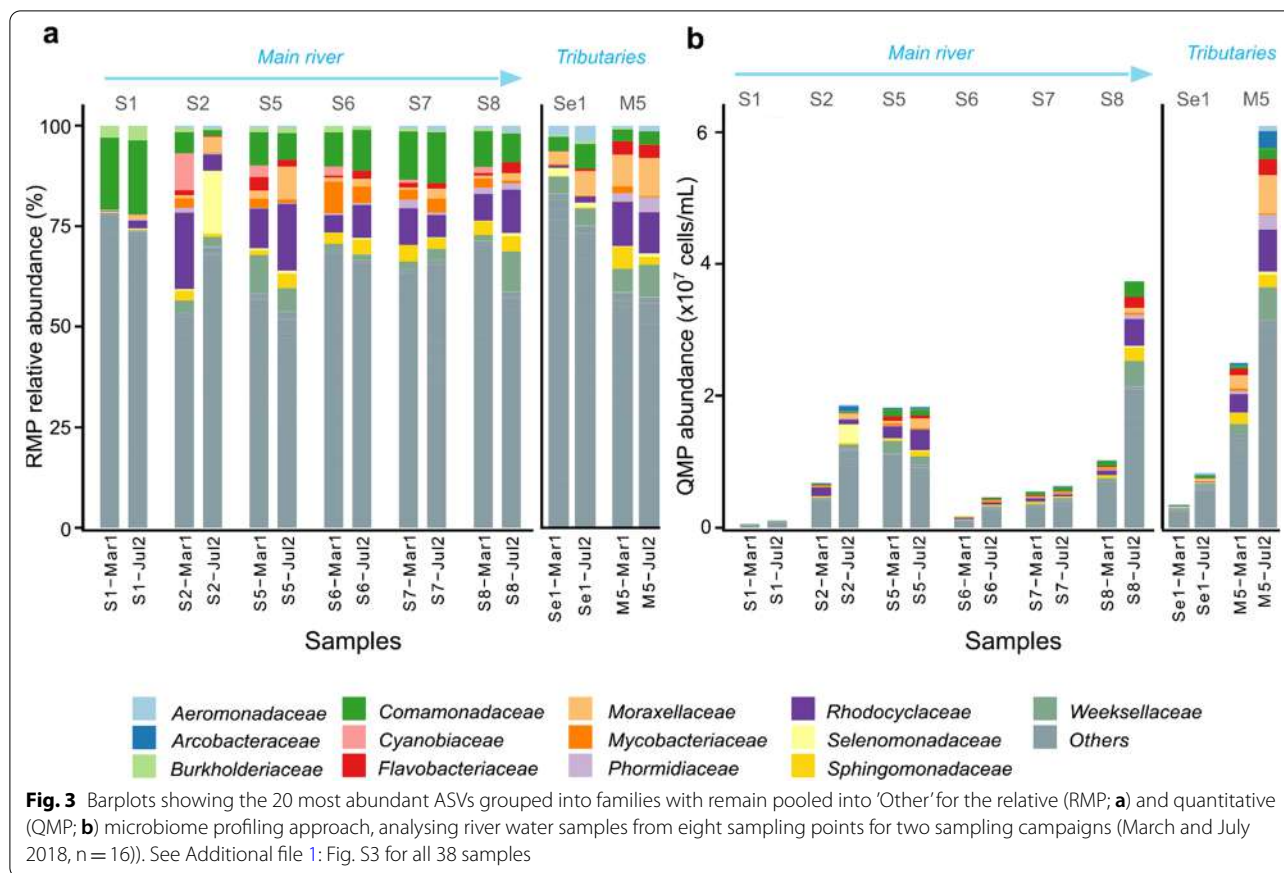 a
Main river
Tributaries
S1 S2 S5 S6 S7 S8 Se1 M5
RMP relative abundance (%)
100
75
50
25
0
S1-Mar1
S1-Jul2
S2-Mar1
S2-Jul2
S5-Mar1
S5-Jul2
S6-Mar1
S6-Jul2
S7-Mar1
S7-Jul2
S8-Mar1
S8-Jul2
Se1-Mar1
Se1-Jul2
M5-Mar1
M5-Jul2
Samples
b
Main river
Tributaries
S1 S2 S5 S6 S7 S8 Se1 M5
QMP abundance (x10⁷ cells/mL)
6
4
2
0
S1-Mar1
S1-Jul2
S2-Mar1
S2-Jul2
S5-Mar1
S5-Jul2
S6-Mar1
S6-Jul2
S7-Mar1
S7-Jul2
S8-Mar1
S8-Jul2
Se1-Mar1
Se1-Jul2
M5-Mar1
M5-Jul2
Samples
Aeromonadaceae Comamonadaceae Moraxellaceae Rhodocyclaceae Weeksellaceae
Arcobacteraceae Cyanobiaceae Mycobacteriaceae Selenomonadaceae Others
Burkholderiaceae Flavobacteriaceae Phormidiaceae Sphingomonadaceae
Fig. 3 Barplots showing the 20 most abundant ASVs grouped into families with remain pooled into 'Other' for the relative (RMP; a) and quantitative
(QMP; b) microbiome profiling approach, analysing river water samples from eight sampling points for two sampling campaigns (March and July
2018, n = 16)). See Additional file 1: Fig. S3 for all 38 samples